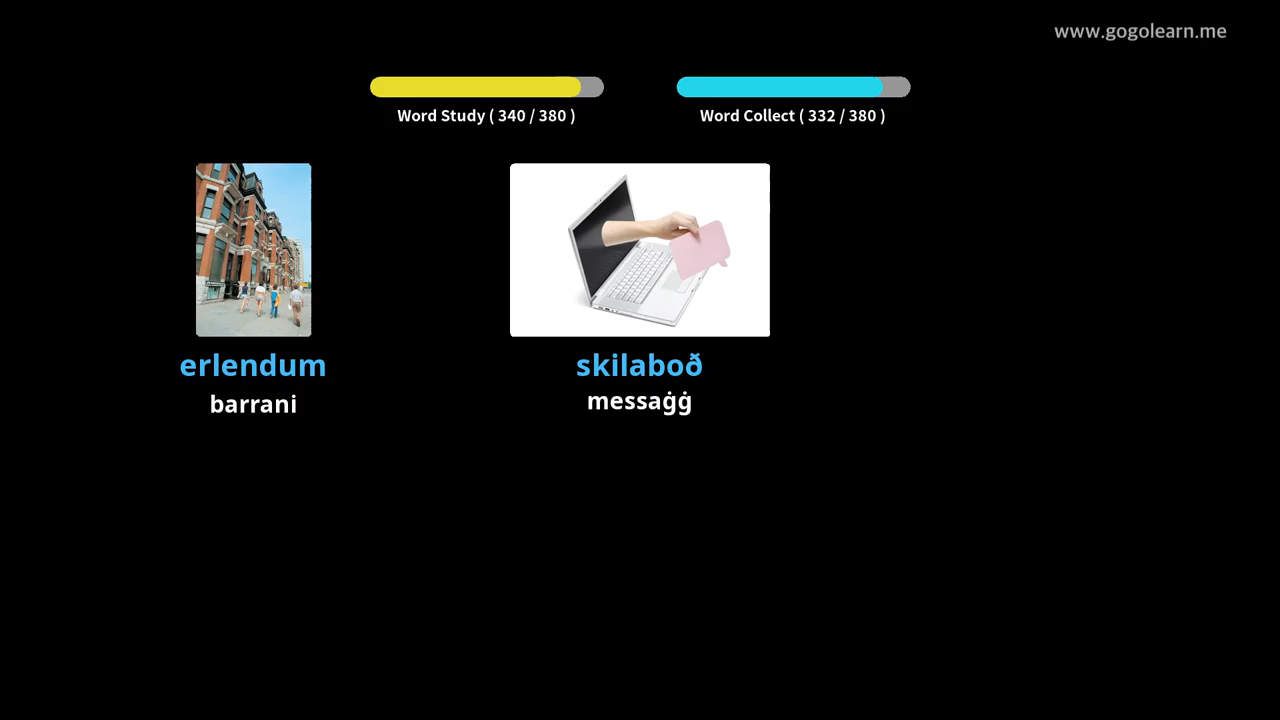 www.gogolearn.me
Word Study ( 340 / 380 )
Word Collect ( 332 / 380 )
erlendum
barrani
skilaboð
messaġġ